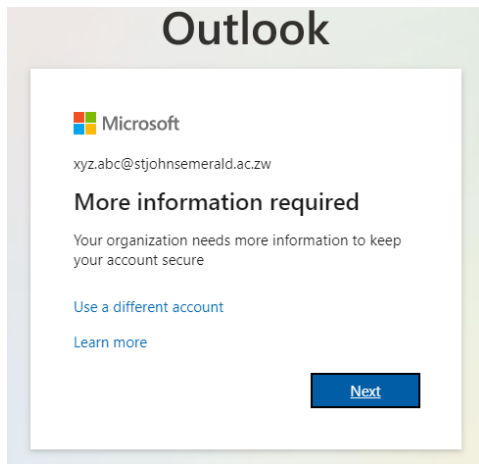 Outlook
Microsoft
xyz.abc@stjohnsemerald.ac.zw
More information required
Your organization needs more information to keep
your account secure
Use a different account
Learn more
Next